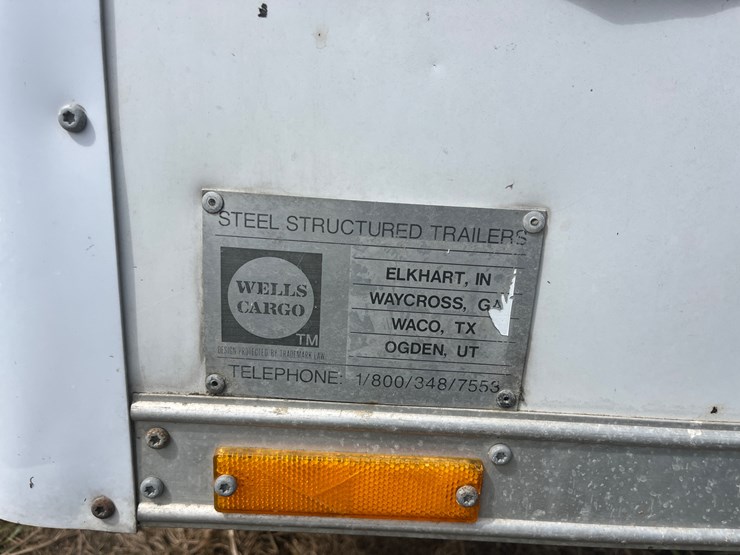 STEEL STRUCTURED TRAILERS
WELLS
CARGO
TM
DESIGN PROTECTED BY TRADEMARK LAW
ELKHART, IN
WAYCROSS, GA
WACO, TX
OGDEN, UT
TELEPHONE: 1/800/348/7553